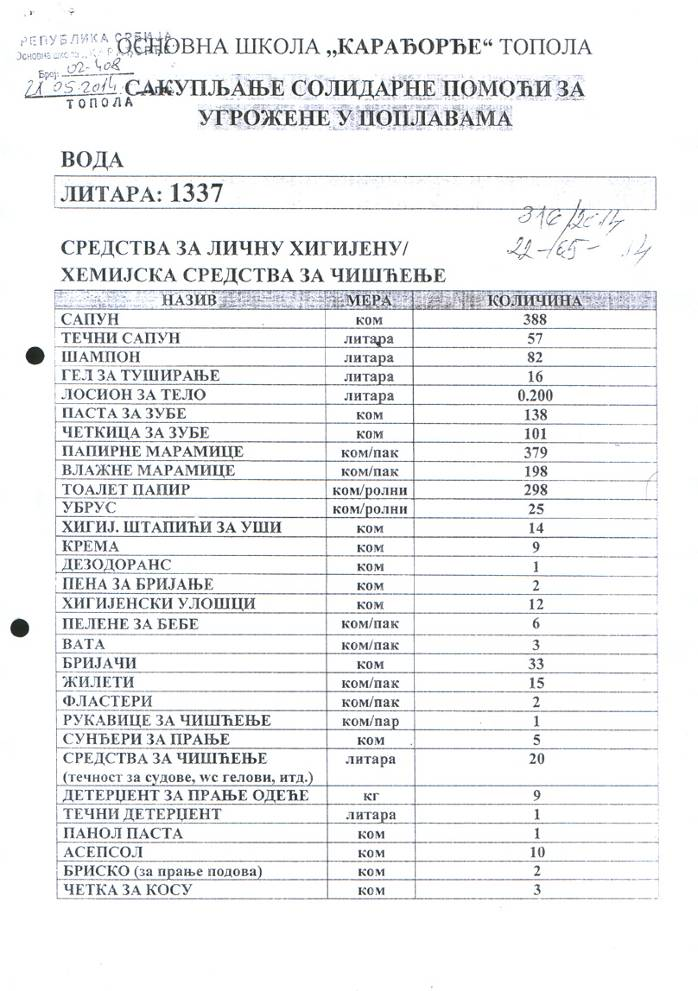 РЕПУБЛИКА СРБИЈА
ОСНОВНА ШКОЛА „КАРАЂОРЂЕ“ ТОПОЛА
Број: 02-408
21.05.2014.
ТОПОЛА
САКУПЉАЊЕ СОЛИДАРНЕ ПОМОЋИ ЗА
УГРОЖЕНЕ У ПОПЛАВАМА
ВОДА
ЛИТАРА: 1337
316/2014
22-05- 14
СРЕДСТВА ЗА ЛИЧНУ ХИГИЈЕНУ/
ХЕМИЈСКА СРЕДСТВА ЗА ЧИШЋЕЊЕ
НАЗИВ МЕРА КОЛИЧИНА
САПУН ком 388
ТЕЧНИ САПУН литара 57
ШАМПОН литара 82
ГЕЛ ЗА ТУШИРАЊЕ литара 16
ЛОСИОН ЗА ТЕЛО литара 0.200
ПАСТА ЗА ЗУБЕ ком 138
ЧЕТКИЦА ЗА ЗУБЕ ком 101
ПАПИРНЕ МАРАМИЦЕ ком/пак 379
ВЛАЖНЕ МАРАМИЦЕ ком/пак 198
ТОАЛЕТ ПАПИР ком/ролни 298
УБРУС ком/ролни 25
ХИГИЈ. ШТАПИЋИ ЗА УШИ ком 14
КРЕМА ком 9
ДЕЗОДОРАНС ком 1
ПЕНА ЗА БРИЈАЊЕ ком 2
ХИГИЈЕНСКИ УЛОШЦИ ком 12
ПЕЛЕНЕ ЗА БЕБЕ ком/пак 6
ВАТА ком/пак 3
БРИЈАЧИ ком 33
ЖИЛЕТИ ком/пак 15
ФЛАСТЕРИ ком/пак 2
РУКАВИЦЕ ЗА ЧИШЋЕЊЕ ком/пар 1
СУНЂЕРИ ЗА ПРАЊЕ ком 5
СРЕДСТВА ЗА ЧИШЋЕЊЕ литара 20
(течност за судове, wc гелови, итд.)
ДЕТЕРЏЕНТ ЗА ПРАЊЕ ОДЕЋЕ кг 9
ТЕЧНИ ДЕТЕРЏЕНТ литара 1
ПАНОЛ ПАСТА ком 1
АСЕПСОЛ ком 10
БРИСКО (за прање подова) ком 2
ЧЕТКА ЗА КОСУ ком 3